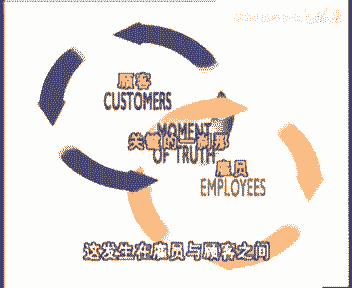 顾客
CUSTOMERS
MOMENT
关键的一刹那
OF TRUTH
雇员
EMPLOYEES
这发生在雇员与顾客之间